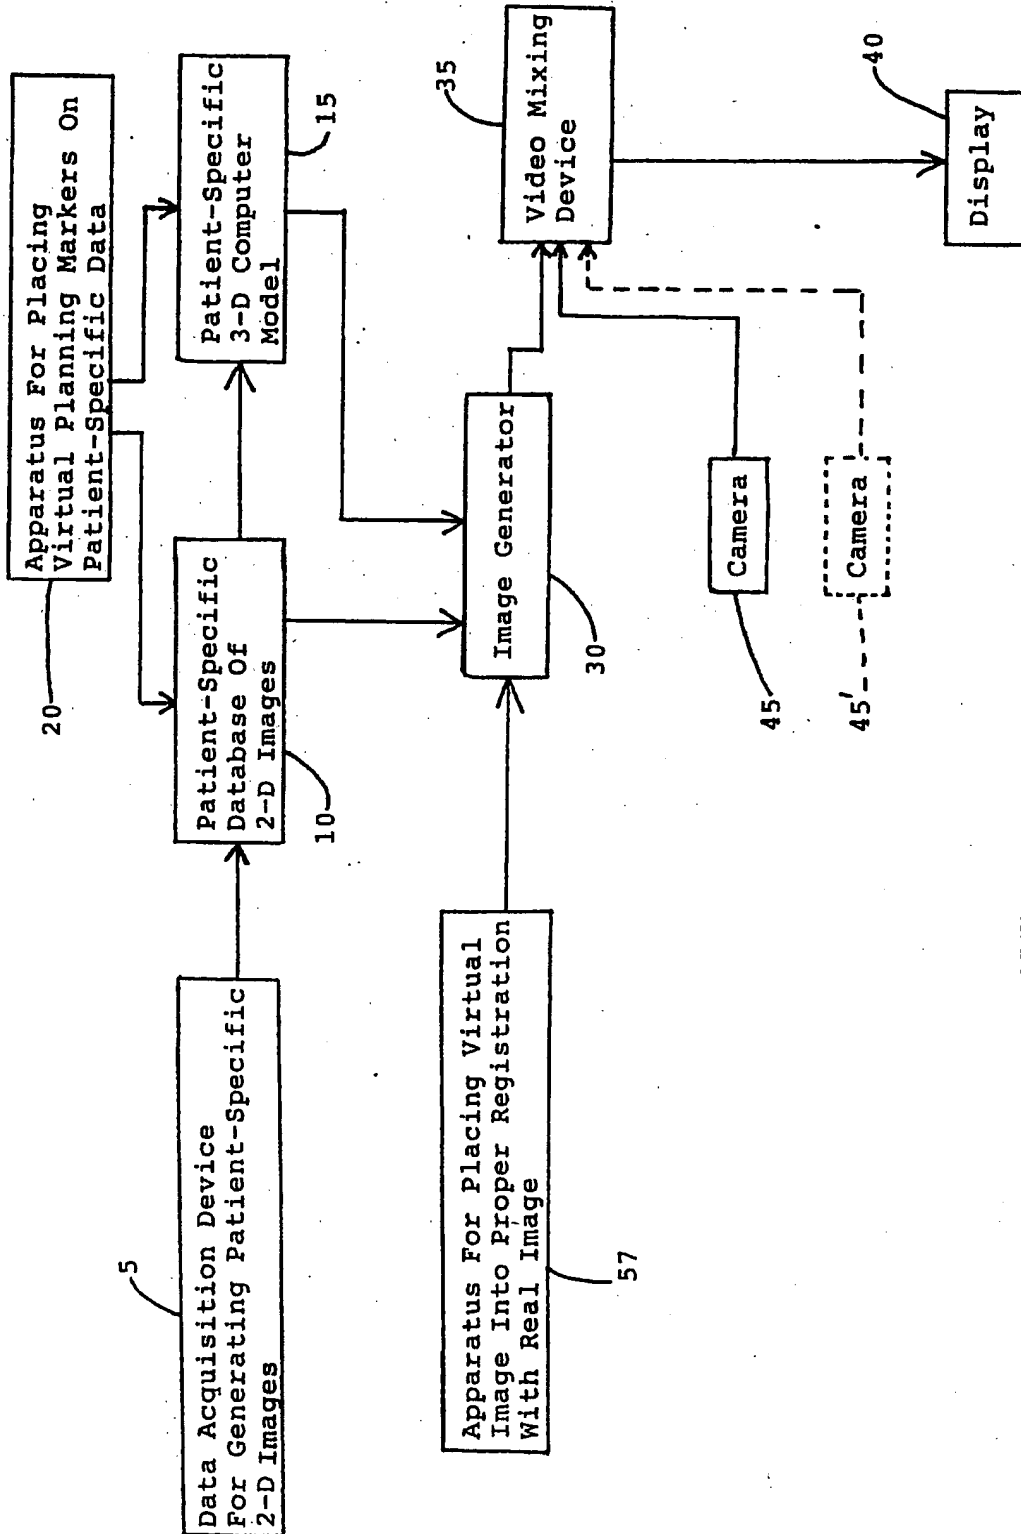 Apparatus For Placing
Virtual Planning Markers On
Patient-Specific Data
20
Data Acquisition Device
For Generating Patient-Specific
2-D Images
5
Patient-Specific
Database Of
2-D Images
10
Patient-Specific
3-D Computer
Model
15
Apparatus For Placing Virtual
Image Into Proper Registration
With Real Image
57
Image Generator
30
Video Mixing
Device
35
Camera
45
Camera
45'
Display
40